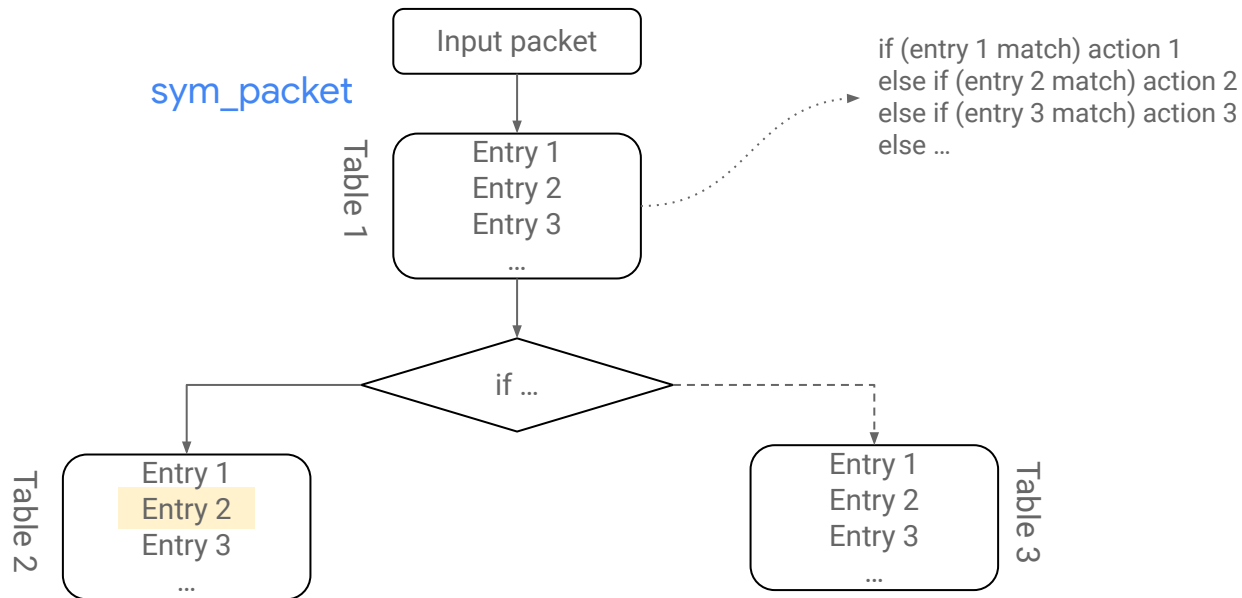 Input packet
sym_packet
if (entry 1 match) action 1
else if (entry 2 match) action 2
else if (entry 3 match) action 3
else …
Table 1
Entry 1
Entry 2
Entry 3
…
if …
Table 2
Entry 1
Entry 2
Entry 3
…
Entry 1
Entry 2
Entry 3
…
Table 3